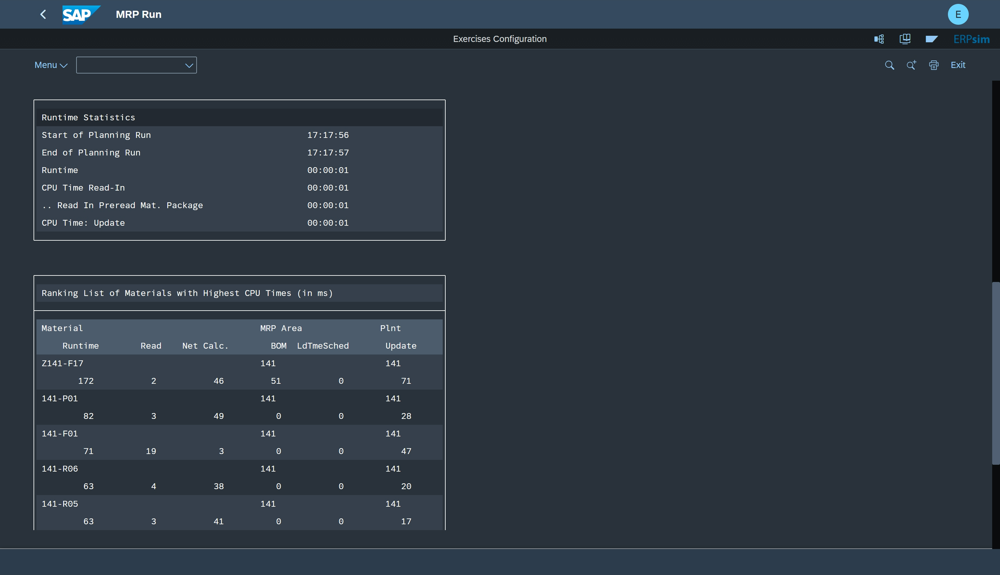 SAP MRP Run E
Exercises Configuration ERPsim
Menu Exit
Runtime Statistics
Start of Planning Run 17:17:56
End of Planning Run 17:17:57
Runtime 00:00:01
CPU Time Read-In 00:00:01
.. Read In Preread Mat. Package 00:00:01
CPU Time: Update 00:00:01
Ranking List of Materials with Highest CPU Times (in ms)
Material MRP Area Plnt
Runtime Read Net Calc. BOM LdTmeSched Update
Z141-F17 141 141
172 2 46 51 0 71
141-P01 141 141
82 3 49 0 0 28
141-F01 141 141
71 19 3 0 0 47
141-R06 141 141
63 4 38 0 0 20
141-R05 141 141
63 3 41 0 0 17